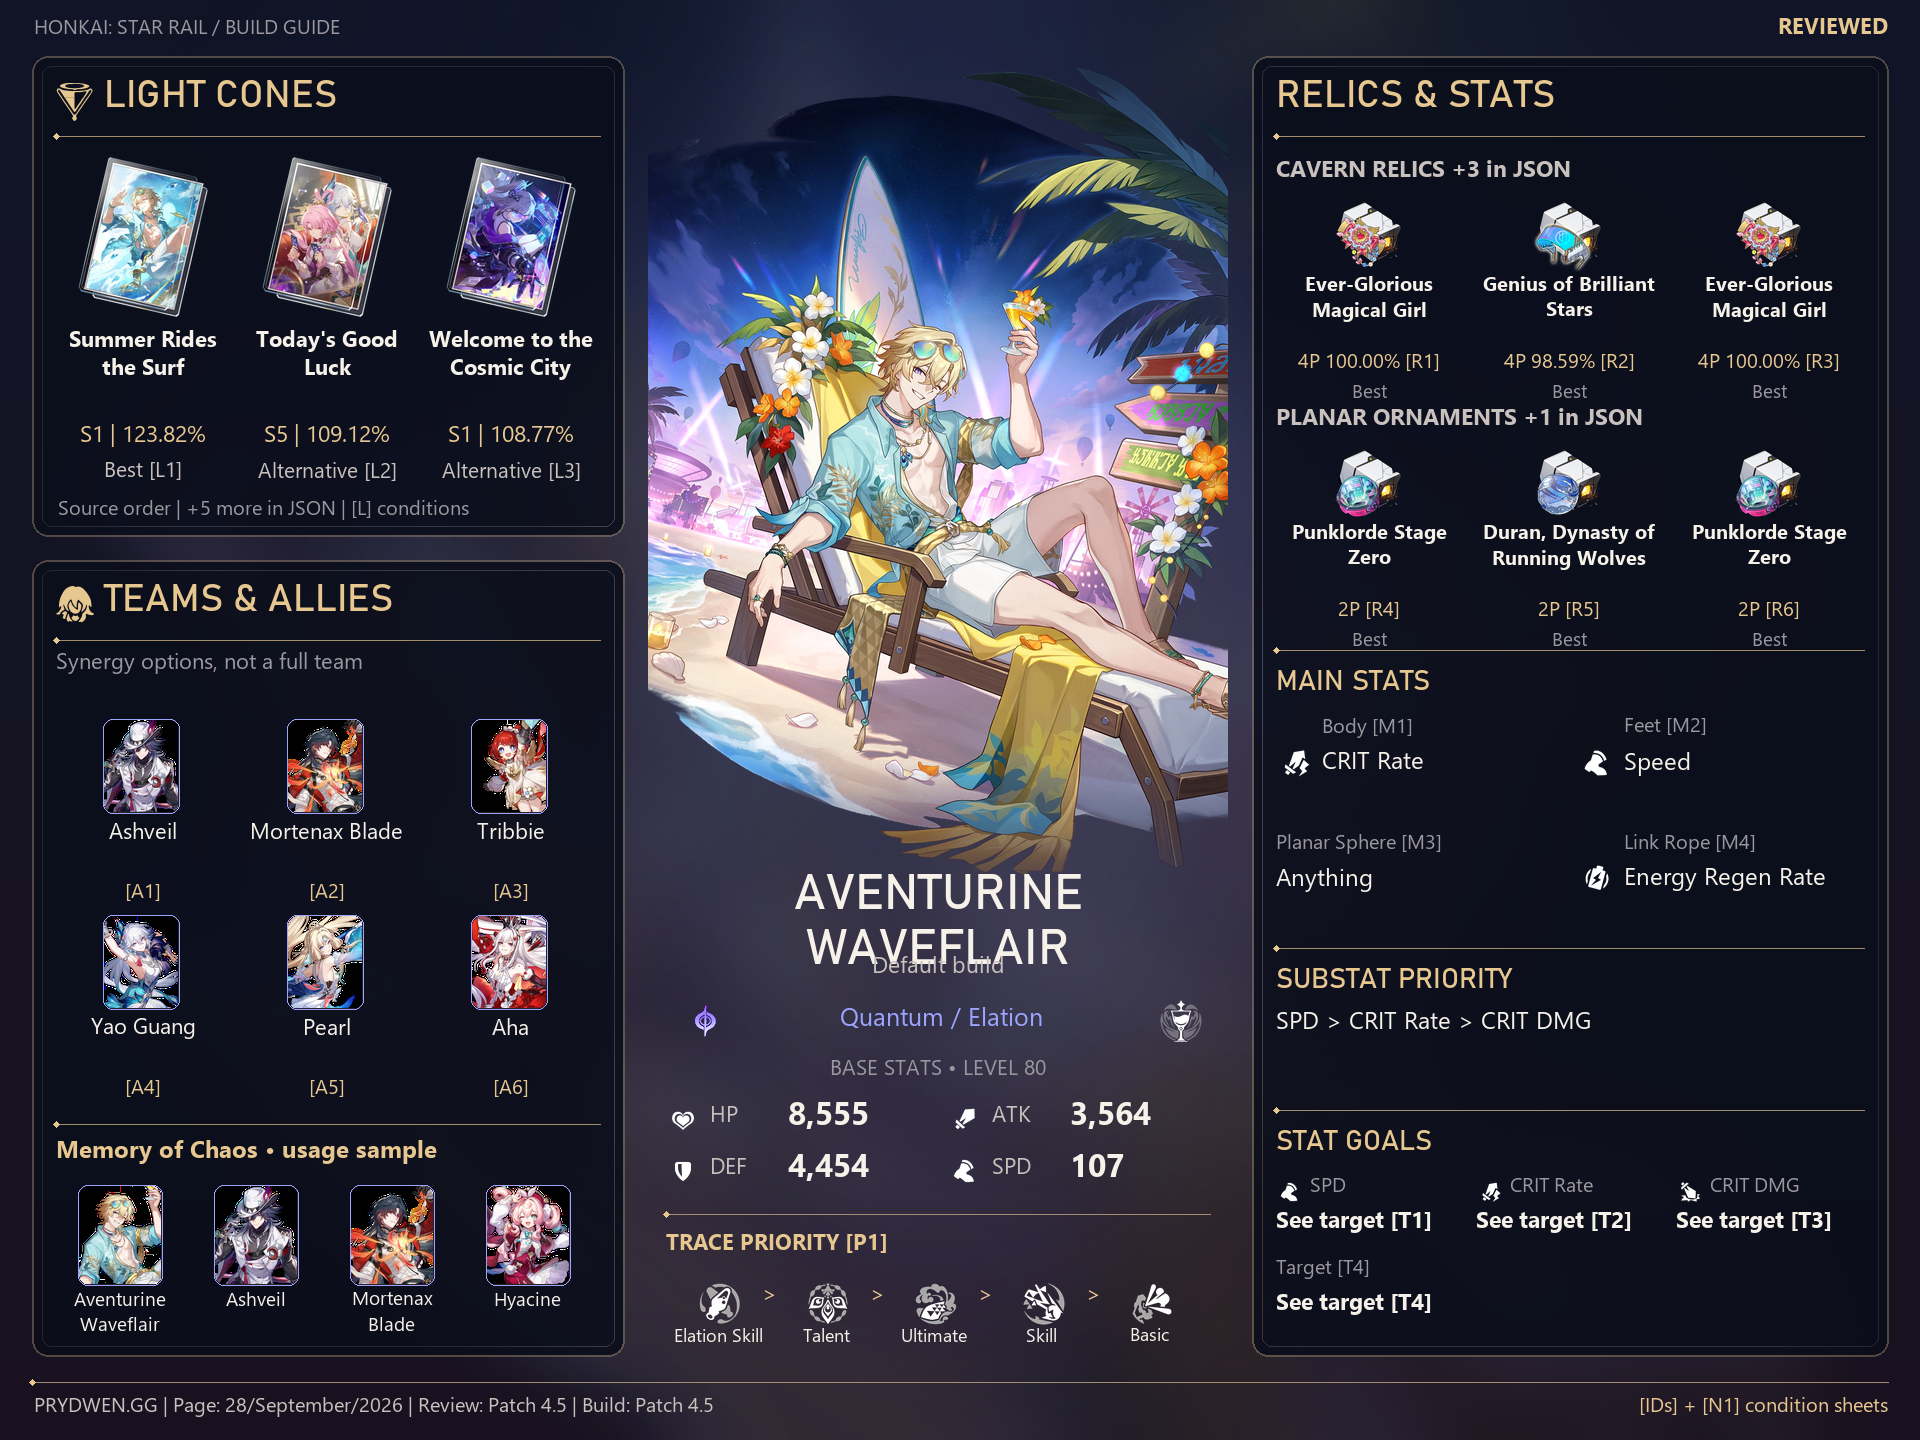 HONKAI: STAR RAIL / BUILD GUIDE
REVIEWED
LIGHT CONES
Summer Rides the Surf
S1 | 123.82%
Best [L1]
Today's Good Luck
S5 | 109.12%
Alternative [L2]
Welcome to the Cosmic City
S1 | 108.77%
Alternative [L3]
Source order | +5 more in JSON | [L] conditions
TEAMS & ALLIES
Synergy options, not a full team
Ashveil
[A1]
Mortenax Blade
[A2]
Tribbie
[A3]
Yao Guang
[A4]
Pearl
[A5]
Aha
[A6]
Memory of Chaos • usage sample
Aventurine Waveflair
Ashveil
Mortenax Blade
Hyacine
AVENTURINE
WAVEFLAIR
Default build
Quantum / Elation
BASE STATS • LEVEL 80
HP 8,555
ATK 3,564
DEF 4,454
SPD 107
TRACE PRIORITY [P1]
Elation Skill > Talent > Ultimate > Skill > Basic
RELICS & STATS
CAVERN RELICS +3 in JSON
Ever-Glorious Magical Girl
4P 100.00% [R1]
Best
Genius of Brilliant Stars
4P 98.59% [R2]
Best
Ever-Glorious Magical Girl
4P 100.00% [R3]
Best
PLANAR ORNAMENTS +1 in JSON
Punklorde Stage Zero
2P [R4]
Best
Duran, Dynasty of Running Wolves
2P [R5]
Best
Punklorde Stage Zero
2P [R6]
Best
MAIN STATS
Body [M1]
CRIT Rate
Feet [M2]
Speed
Planar Sphere [M3]
Anything
Link Rope [M4]
Energy Regen Rate
SUBSTAT PRIORITY
SPD > CRIT Rate > CRIT DMG
STAT GOALS
SPD
See target [T1]
CRIT Rate
See target [T2]
CRIT DMG
See target [T3]
Target [T4]
See target [T4]
PRYDWEN.GG | Page: 28/September/2026 | Review: Patch 4.5 | Build: Patch 4.5
[IDs] + [N1] condition sheets